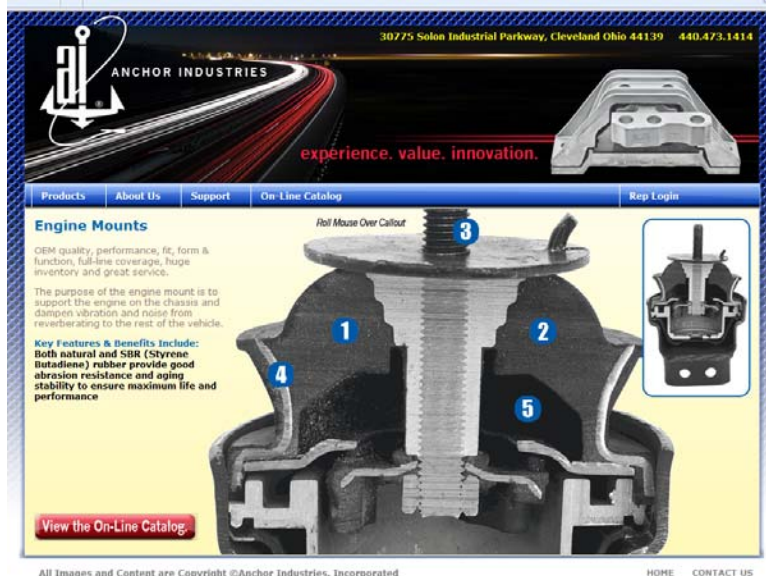 30775 Solon Industrial Parkway, Cleveland Ohio 44139 440.473.1414
ai
®
ANCHOR INDUSTRIES
experience. value. innovation.
Products About Us Support On-Line Catalog Rep Login
Engine Mounts
Roll Mouse Over Callout
OEM quality, performance, fit, form &
function, full-line coverage, huge
inventory and great service.
The purpose of the engine mount is to
support the engine on the chassis and
dampen vibration and noise from
reverberating to the rest of the vehicle.
Key Features & Benefits Include:
Both natural and SBR (Styrene
Butadiene) rubber provide good
abrasion resistance and aging
stability to ensure maximum life and
performance
3
1
2
4
5
View the On-Line Catalog.
All Images and Content are Copyright ©Anchor Industries, Incorporated HOME CONTACT US